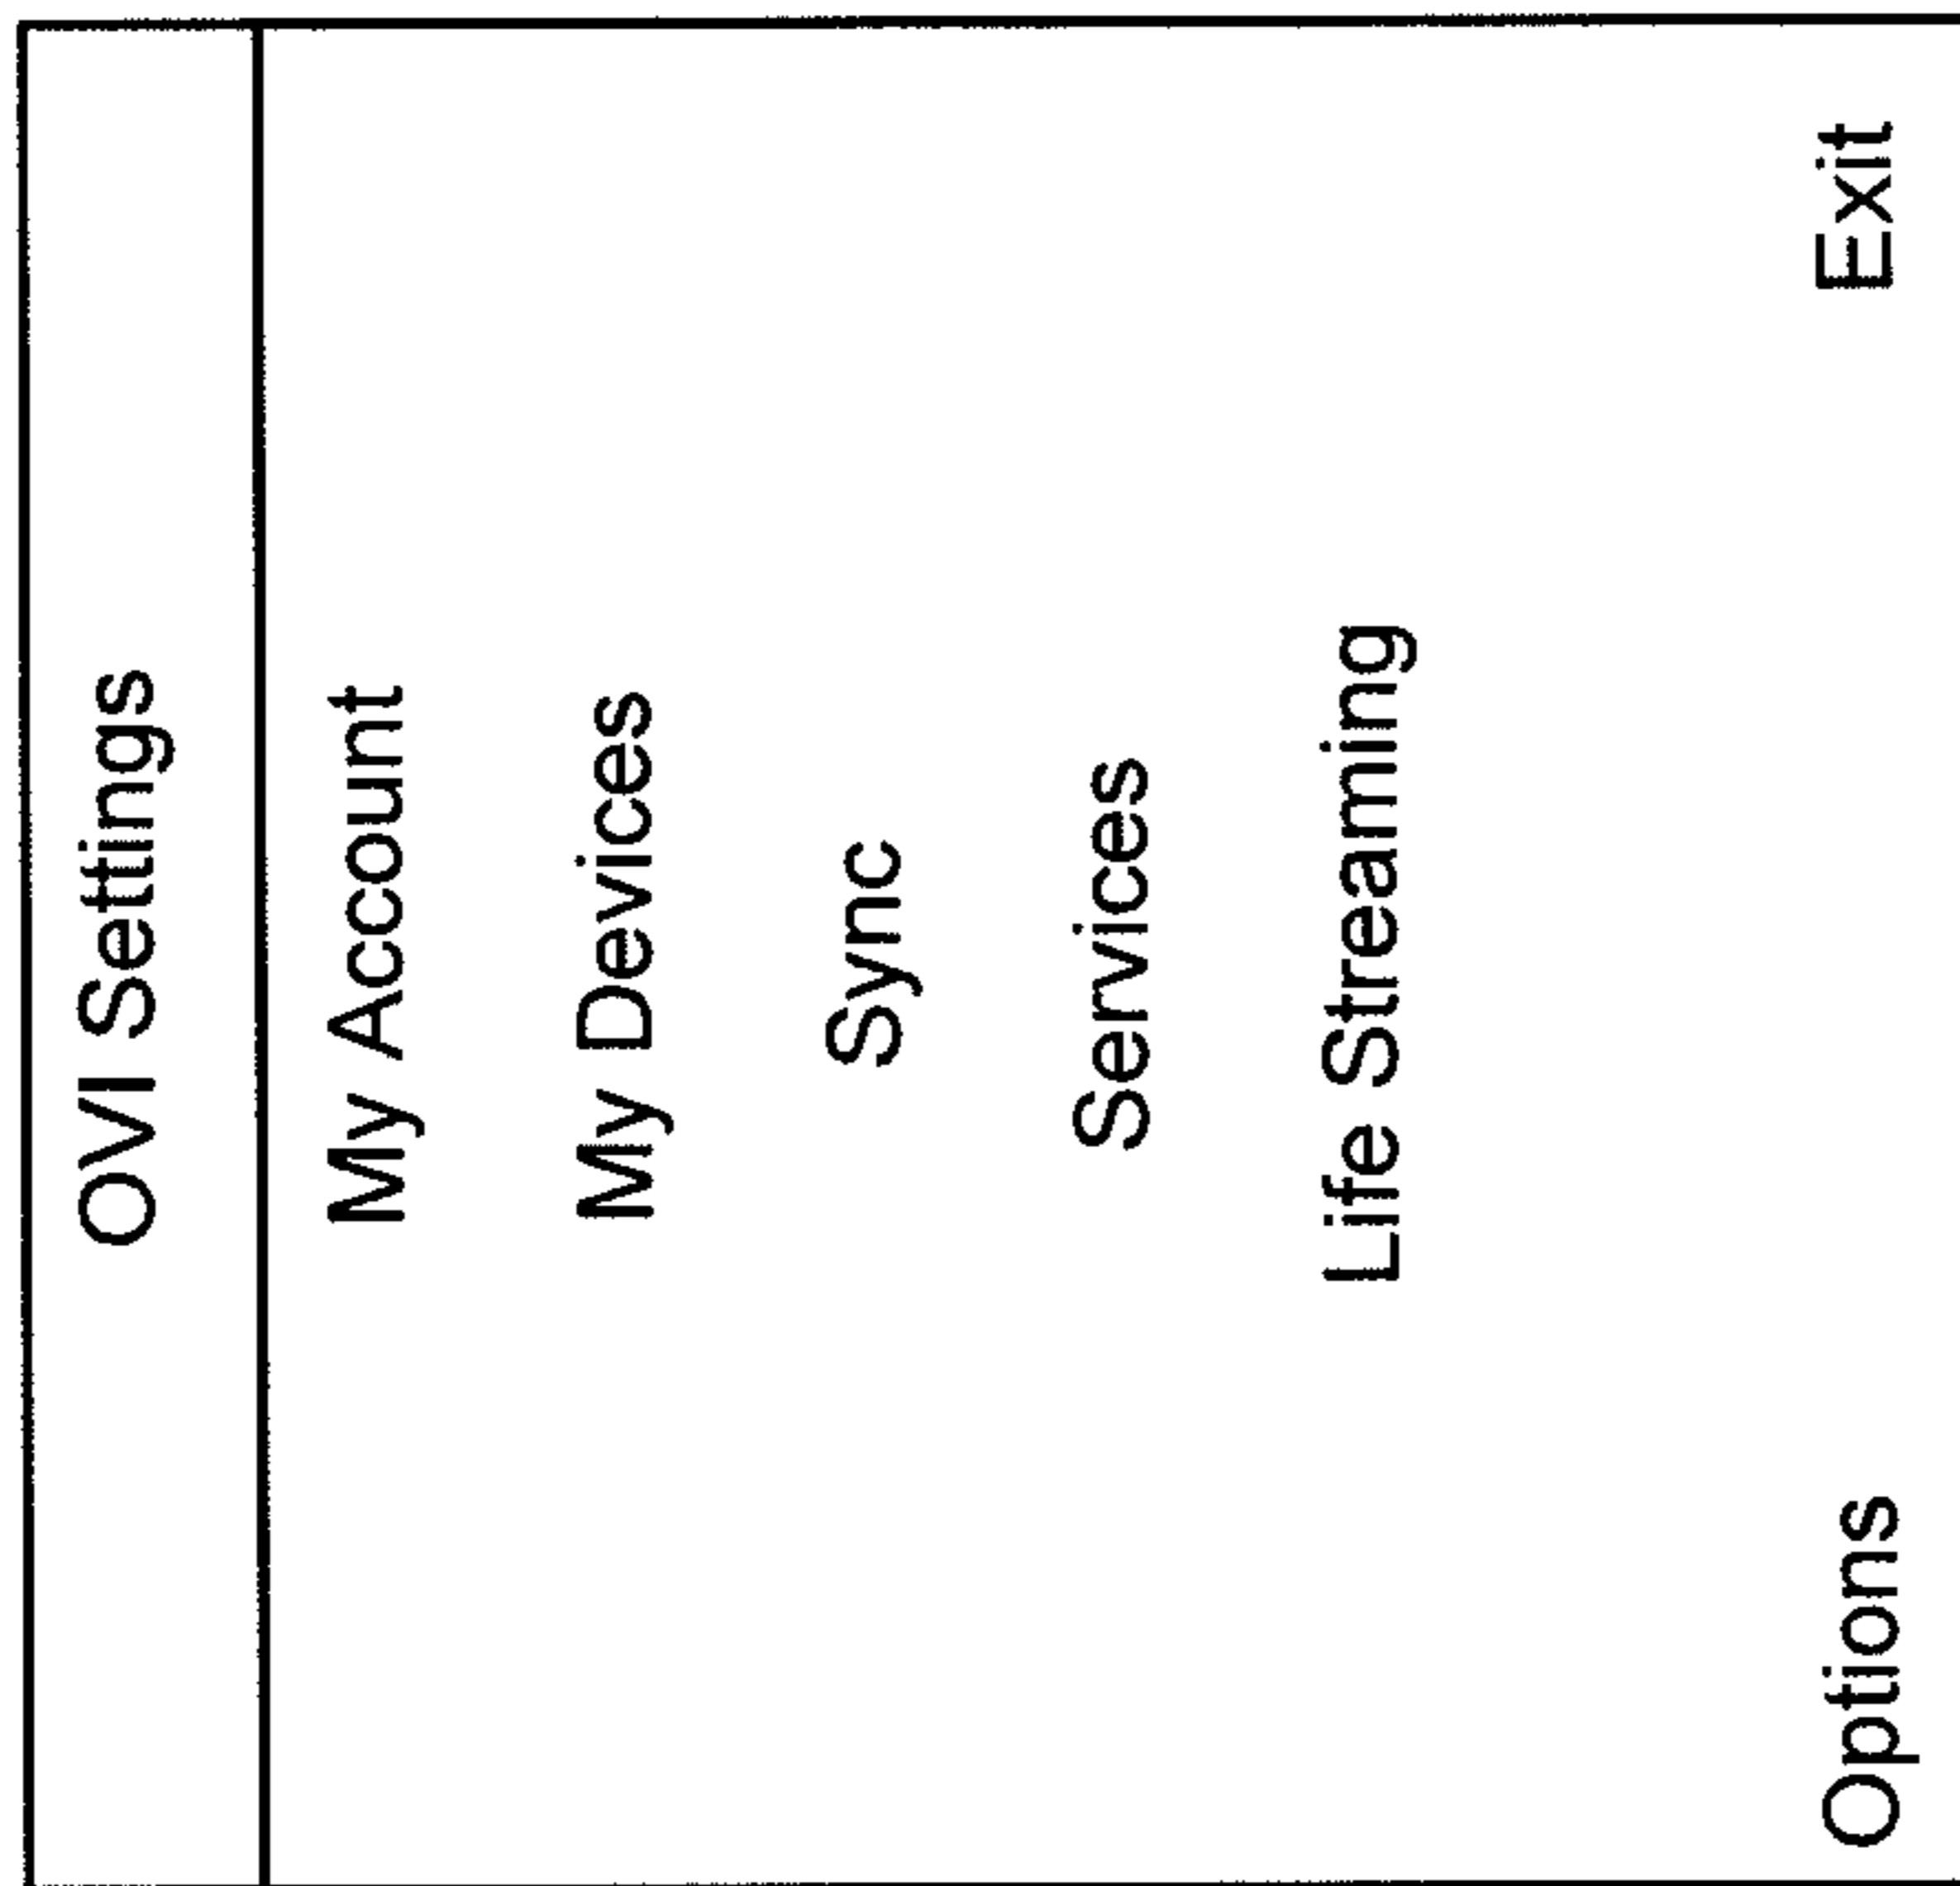 OVI Settings
My Account
My Devices
Sync
Services
Life Streaming
Options Exit